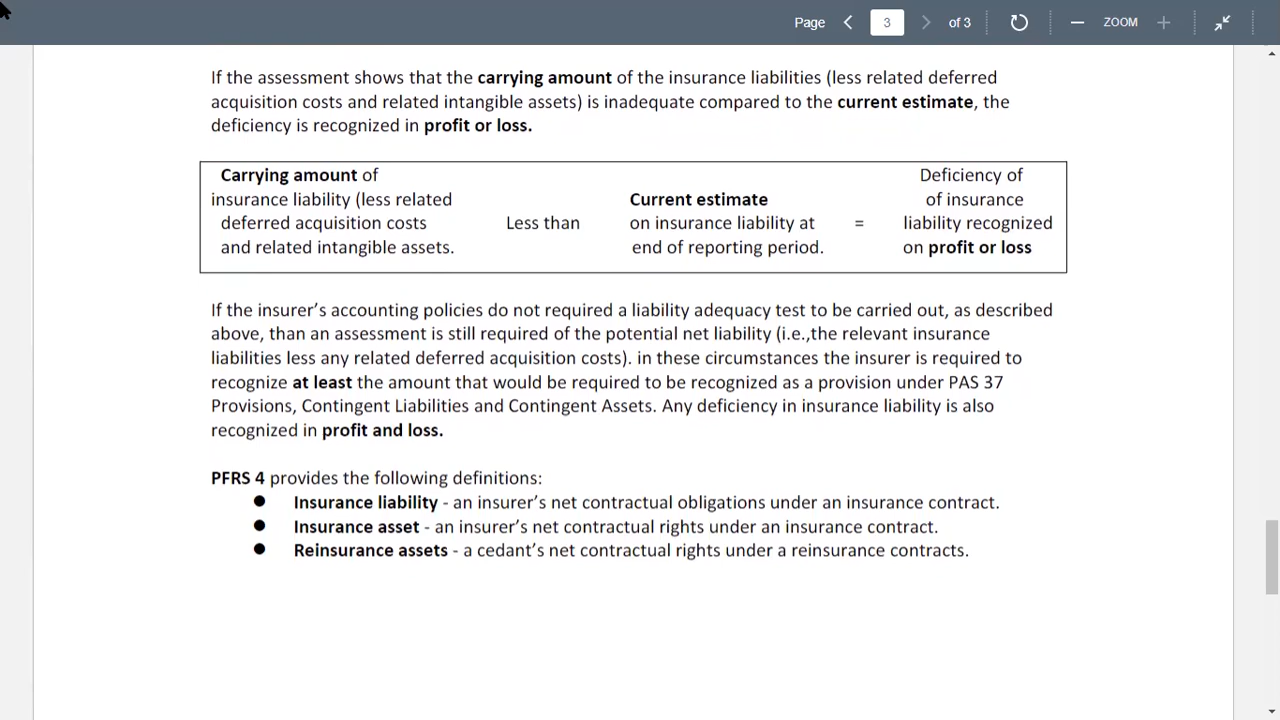 Page 3 of 3 ZOOM
If the assessment shows that the carrying amount of the insurance liabilities (less related deferred
acquisition costs and related intangible assets) is inadequate compared to the current estimate, the
deficiency is recognized in profit or loss.
Carrying amount of Deficiency of
insurance liability (less related Current estimate of insurance
deferred acquisition costs Less than on insurance liability at = liability recognized
and related intangible assets. end of reporting period. on profit or loss
If the insurer’s accounting policies do not required a liability adequacy test to be carried out, as described
above, than an assessment is still required of the potential net liability (i.e.,the relevant insurance
liabilities less any related deferred acquisition costs). in these circumstances the insurer is required to
recognize at least the amount that would be required to be recognized as a provision under PAS 37
Provisions, Contingent Liabilities and Contingent Assets. Any deficiency in insurance liability is also
recognized in profit and loss.
PFRS 4 provides the following definitions:
● Insurance liability - an insurer’s net contractual obligations under an insurance contract.
● Insurance asset - an insurer’s net contractual rights under an insurance contract.
● Reinsurance assets - a cedant’s net contractual rights under a reinsurance contracts.